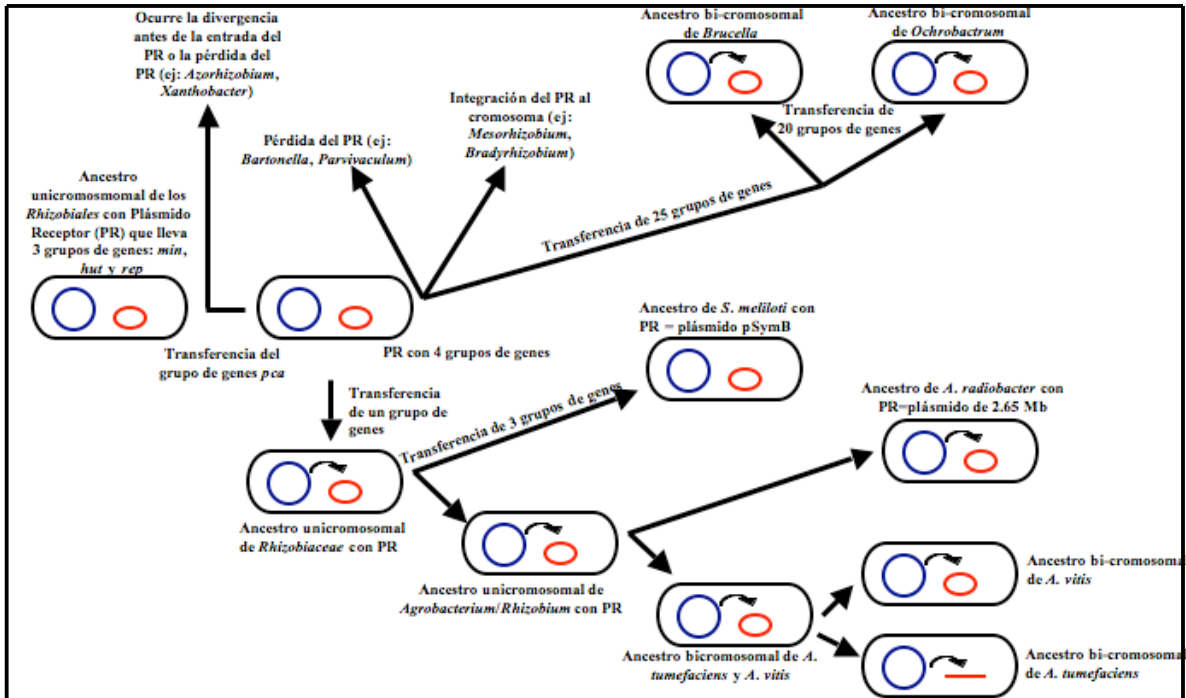 Ocurre la divergencia
antes de la entrada del
PR o la pérdida del
PR (ej: Azorhizobium,
Xanthobacter)
Ancestro bi-cromosomal
de Brucella
Ancestro bi-cromosomal
de Ochrobactrum
Transferencia de
20 grupos de genes
Integración del PR al
cromosoma (ej:
Mesorhizobium,
Bradyrhizobium)
Pérdida del PR (ej:
Bartonella, Parvivaculum)
Transferencia de 25 grupos de genes
Ancestro
unicromosmomal de los
Rhizobiales con Plásmido
Receptor (PR) que lleva
3 grupos de genes: min,
hut y rep
Transferencia del
grupo de genes pca
PR con 4 grupos de genes
Ancestro de S. meliloti con
PR = plásmido pSymB
Transferencia
de un grupo de
genes
Transferencia de 3 grupos de genes
Ancestro de A. radiobacter con
PR=plásmido de 2.65 Mb
Ancestro unicromosomal
de Rhizobiaceae con PR
Ancestro unicromosomal de
Agrobacterium/Rhizobium con PR
Ancestro bi-cromosomal
de A. vitis
Ancestro bicromosomal de A.
tumefaciens y A. vitis
Ancestro bi-cromosomal
de A. tumefaciens